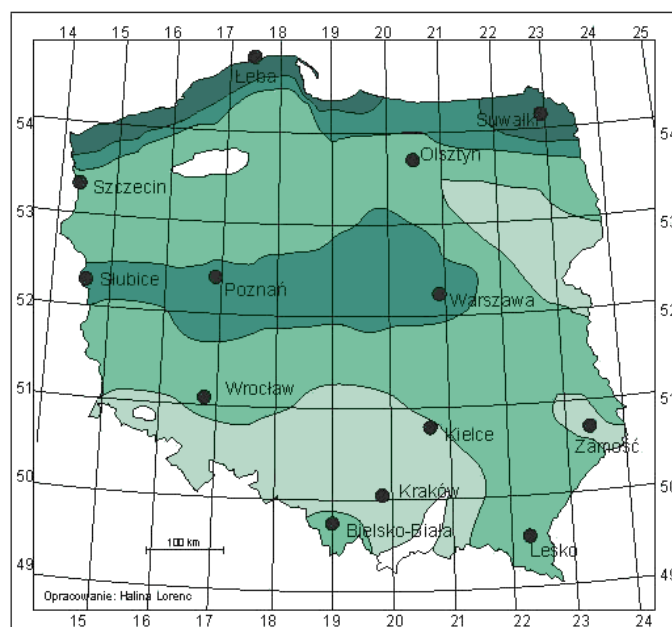 14 15 16 17 18 19 20 21 22 23 24 25
Łeba
54
Suwałki
54
Olsztyn
Szczecin
53
53
Słubice
Poznań
Warszawa
52
52
Wrocław
51
51
Kielce
Zamość
50
Kraków
50
Bielsko-Biała
Lesko
100 km
49
49
Opracowanie: Halina Lorenc
15 16 17 18 19 20 21 22 23 24